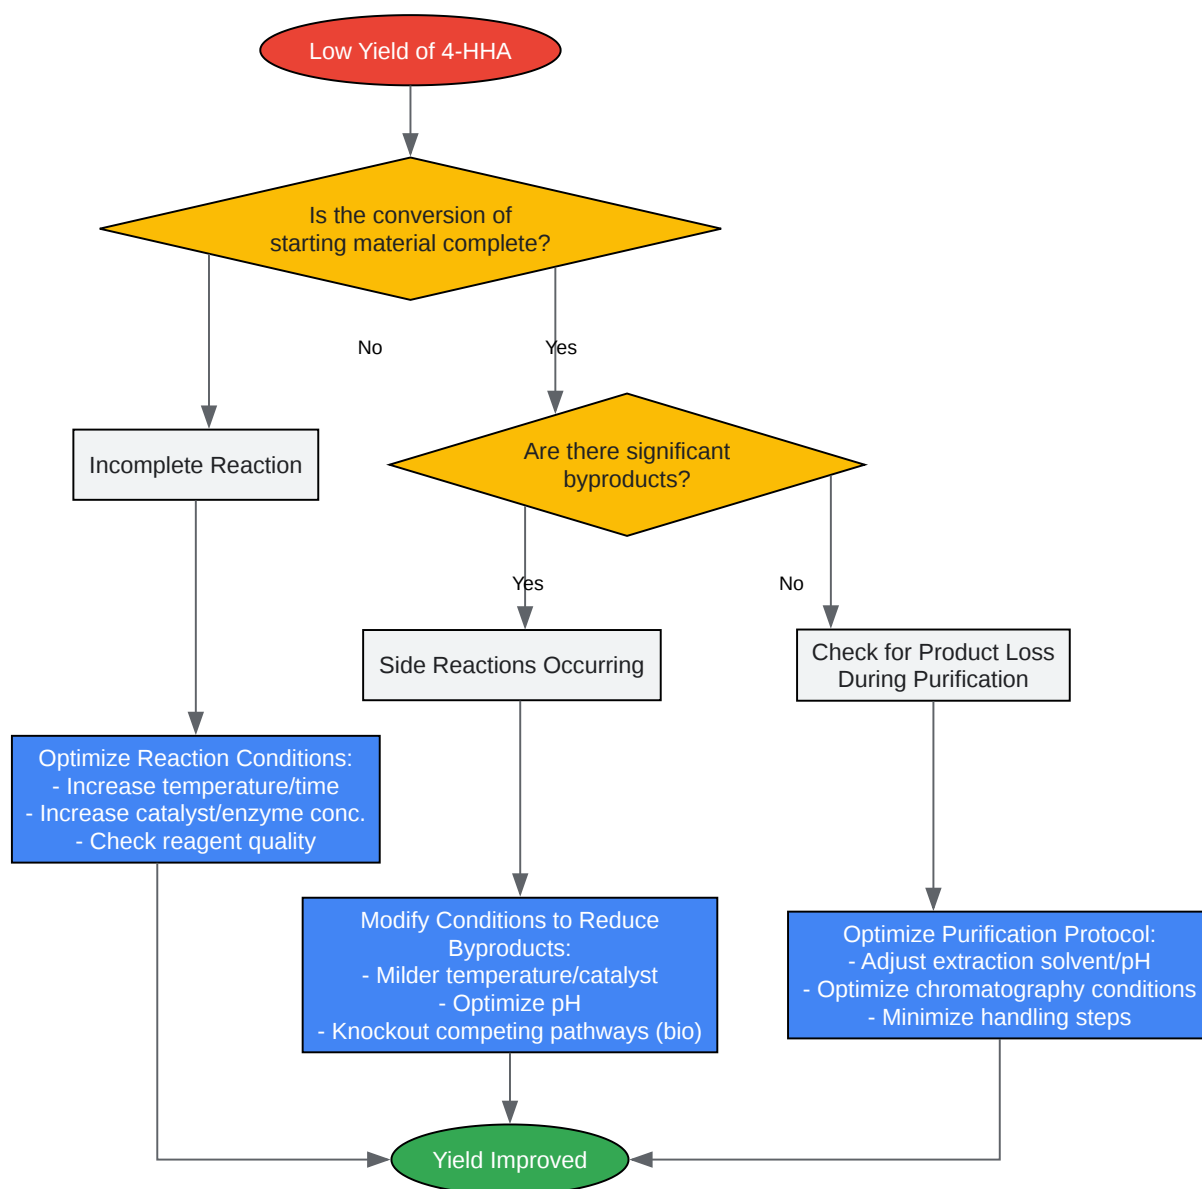 Low Yield of 4-HHA
Is the conversion of
starting material complete?
No
Yes
Incomplete Reaction
Are there significant
byproducts?
Yes
No
Side Reactions Occurring
Check for Product Loss
During Purification
Optimize Reaction Conditions:
- Increase temperature/time
- Increase catalyst/enzyme conc.
- Check reagent quality
Modify Conditions to Reduce
Byproducts:
- Milder temperature/catalyst
- Optimize pH
- Knockout competing pathways (bio)
Optimize Purification Protocol:
- Adjust extraction solvent/pH
- Optimize chromatography conditions
- Minimize handling steps
Yield Improved